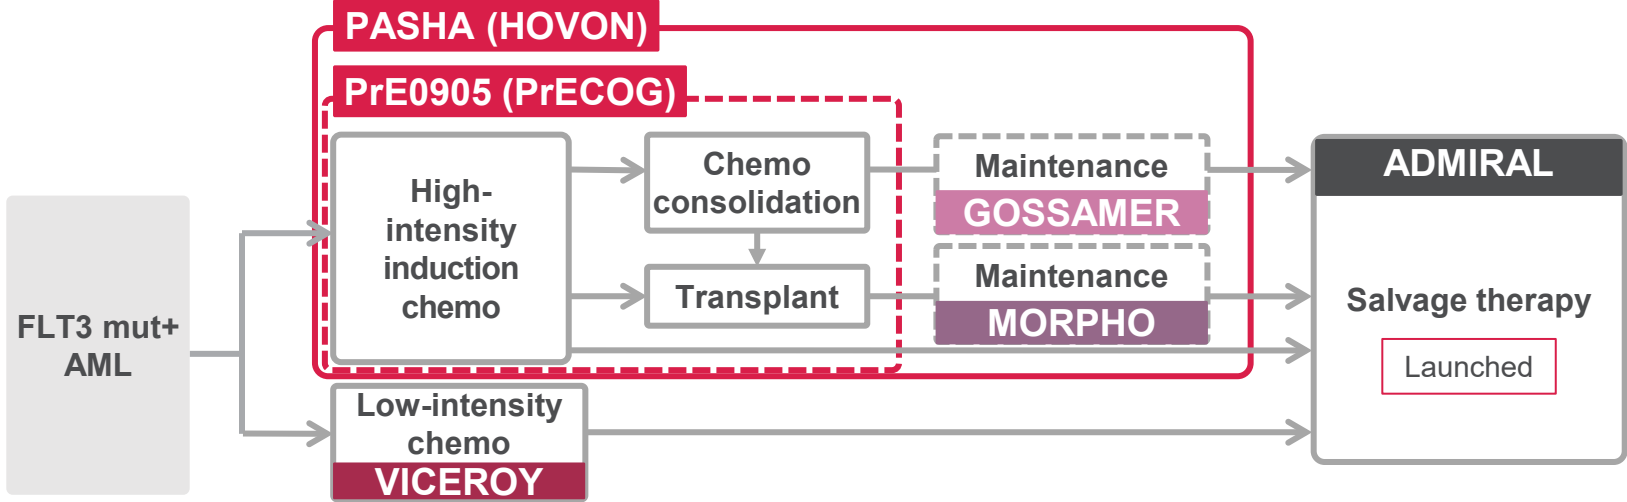 PASHA (HOVON)
PrE0905 (PrECOG)
FLT3 mut+
AML
High-
intensity
induction
chemo
Chemo
consolidation
Transplant
Maintenance
GOSSAMER
Maintenance
MORPHO
Low-intensity
chemo
VICEROY
ADMIRAL
Salvage therapy
Launched